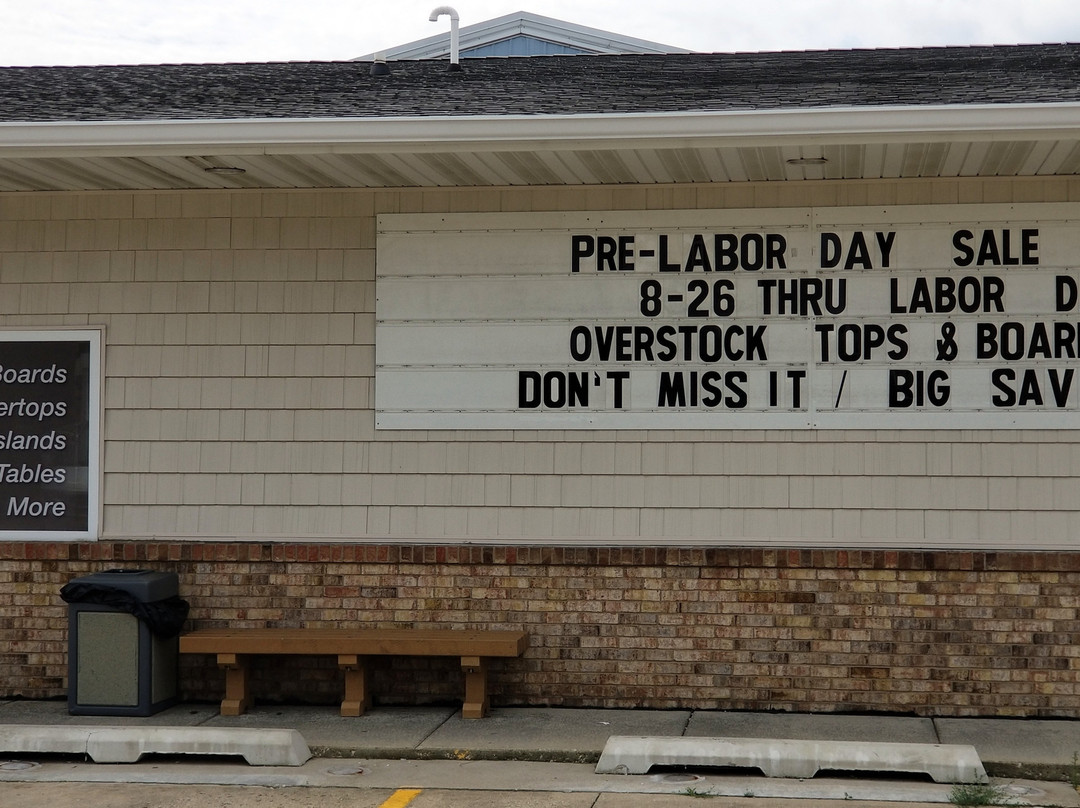 Boards
ertops
slands
Tables
More
PRE-LABOR DAY SALE
8-26 THRU LABOR D
OVERSTOCK TOPS & BOAR
DON'T MISS IT / BIG SAV